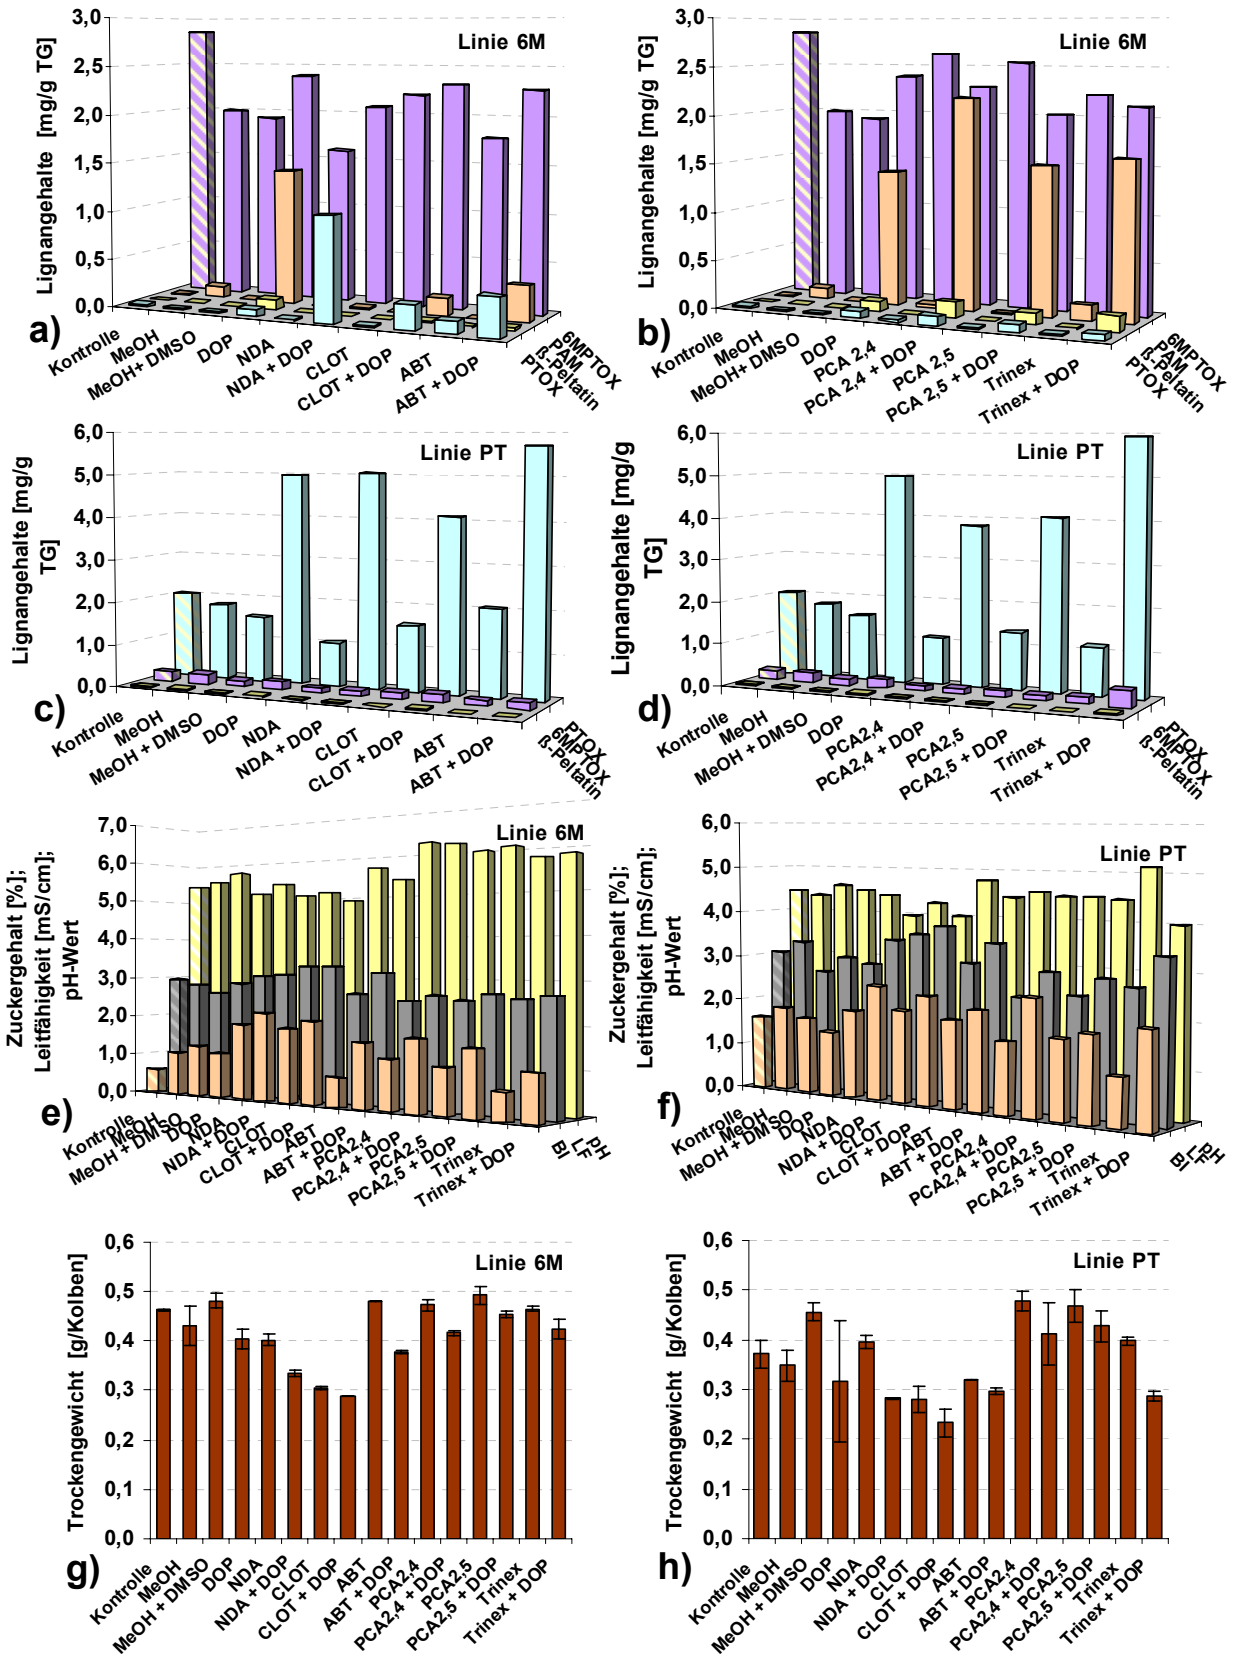 Linie 6M
Lignangehalte [mg/g TG]
3,0
2,5
2,0
1,5
1,0
0,5
0,0
a)
Kontrolle
MeOH
MeOH+ DMSO
DOP
NDA
NDA + DOP
CLOT
CLOT + DOP
ABT
ABT + DOP
6MPTOX
PAM
ß-Peltatin
PTOX
Linie 6M
Lignangehalte [mg/g TG]
3,0
2,5
2,0
1,5
1,0
0,5
0,0
b)
Kontrolle
MeOH
MeOH+ DMSO
DOP
PCA 2,4
PCA 2,4 + DOP
PCA 2,5
PCA 2,5 + DOP
Trinex
Trinex + DOP
6MPTOX
PAM
ß-Peltatin
PTOX
Linie PT
Lignangehalte [mg/g
TG]
6,0
5,0
4,0
3,0
2,0
1,0
0,0
c)
Kontrolle
MeOH
MeOH + DMSO
DOP
NDA
NDA + DOP
CLOT
CLOT + DOP
ABT
ABT + DOP
PTOX
6MPTOX
ß-Peltatin
Linie PT
Lignangehalte [mg/g
TG]
6,0
5,0
4,0
3,0
2,0
1,0
0,0
d)
Kontrolle
MeOH
MeOH + DMSO
DOP
PCA2,4
PCA2,4 + DOP
PCA2,5
PCA2,5 + DOP
Trinex
Trinex + DOP
PTOX
6MPTOX
ß-Peltatin
Linie 6M
Zuckergehalt [%];
Leitfähigkeit [mS/cm];
pH-Wert
7,0
6,0
5,0
4,0
3,0
2,0
1,0
0,0
e)
Kontrolle
MeOH
MeOH + DMSO
DOP
NDA
NDA + DOP
CLOT
CLOT + DOP
ABT
ABT + DOP
PCA2,4
PCA2,4 + DOP
PCA2,5
PCA2,5 + DOP
Trinex
Trinex + DOP
PH
LF
BI
Linie PT
Zuckergehalt [%];
Leitfähigkeit [mS/cm];
pH-Wert
6,0
5,0
4,0
3,0
2,0
1,0
0,0
f)
Kontrolle
MeOH
MeOH + DMSO
DOP
NDA
NDA + DOP
CLOT
CLOT + DOP
ABT
ABT + DOP
PCA2,4
PCA2,4 + DOP
PCA2,5
PCA2,5 + DOP
Trinex
Trinex + DOP
PH
LF
BI
Linie 6M
Trockengewicht [g/Kolben]
0,6
0,5
0,4
0,3
0,2
0,1
0,0
g)
Kontrolle
MeOH
MeOH + DMSO
DOP
NDA
NDA + DOP
CLOT
CLOT + DOP
ABT
ABT + DOP
PCA2,4
PCA2,4 + DOP
PCA2,5
PCA2,5 + DOP
Trinex
Trinex + DOP
Linie PT
Trockengewicht [g/Kolben]
0,6
0,5
0,4
0,3
0,2
0,1
0,0
h)
Kontrolle
MeOH
MeOH + DMSO
DOP
NDA
NDA + DOP
CLOT
CLOT + DOP
ABT
ABT + DOP
PCA2,4
PCA2,4 + DOP
PCA2,5
PCA2,5 + DOP
Trinex
Trinex + DOP